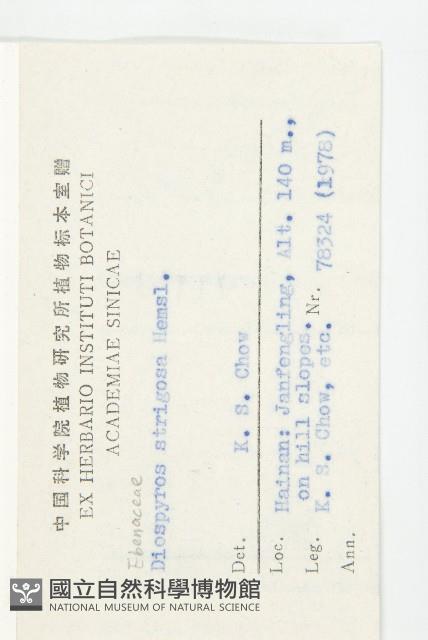 中国科学院植物研究所植物标本室赠
EX HERBARIO INSTITUTI BOTANICI
ACADEMIAE SINICAE
Ebenaceae
Diospyros strigosa Hemsl.
Det. K. S. Chow
Loc. Hainan: Janfengling, Alt. 140 m.,
on hill slopes.
Leg. K. S. Chow, etc. Nr. 78324 (1978)
Ann.
國立自然科學博物館
NATIONAL MUSEUM OF NATURAL SCIENCE